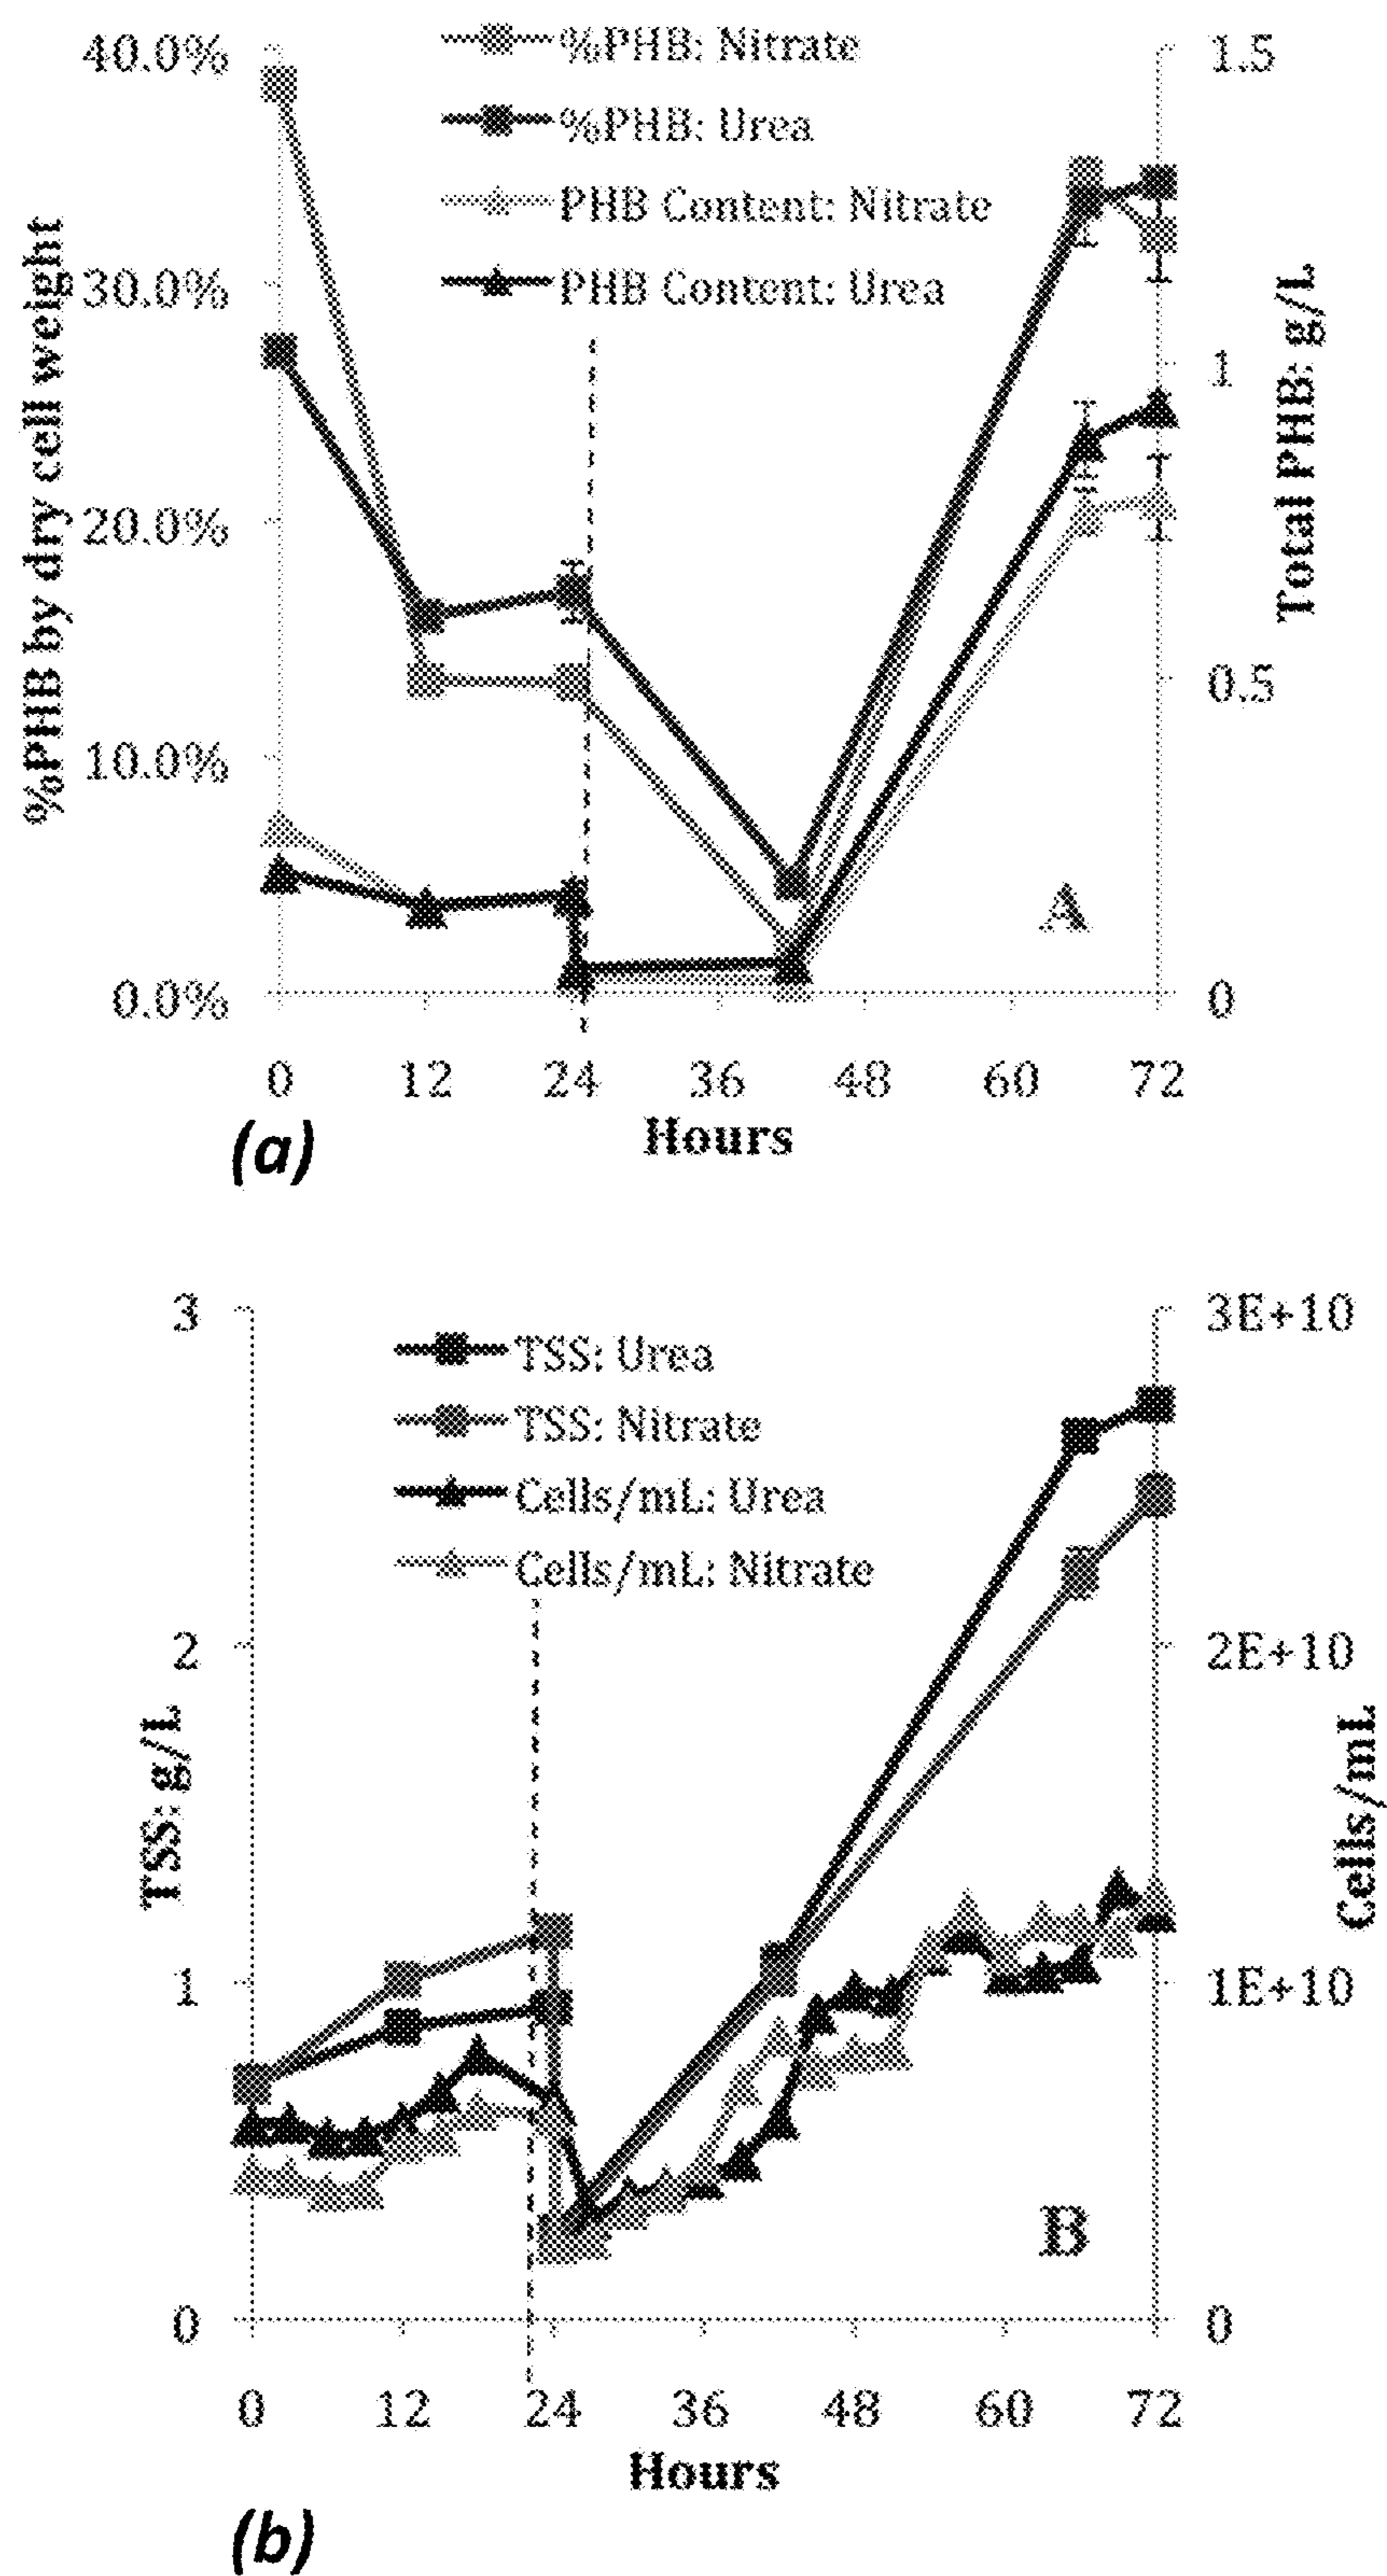 %PHB: Nitrate
%PHB: Urea
PHB Content: Nitrate
PHB Content: Urea
40.0%
30.0%
20.0%
10.0%
0.0%
%PHB by dry cell weight
1.5
1
0.5
0
Total PHB: g/L
A
0 12 24 36 48 60 72
Hours
(a)
TSS: Urea
TSS: Nitrate
Cells/mL: Urea
Cells/mL: Nitrate
3
2
1
0
TSS: g/L
3E+10
2E+10
1E+10
0
Cells/mL
B
0 12 24 36 48 60 72
Hours
(b)